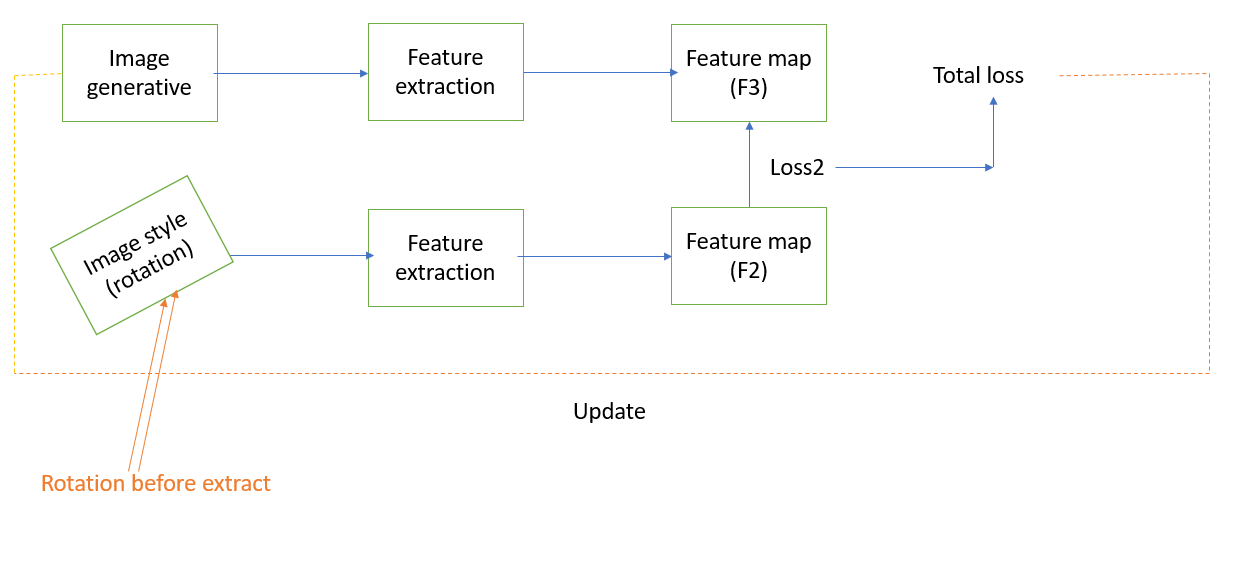 Image
generative
Feature
extraction
Feature map
(F3)
Total loss
Loss2
Image style
(rotation)
Feature
extraction
Feature map
(F2)
Update
Rotation before extract